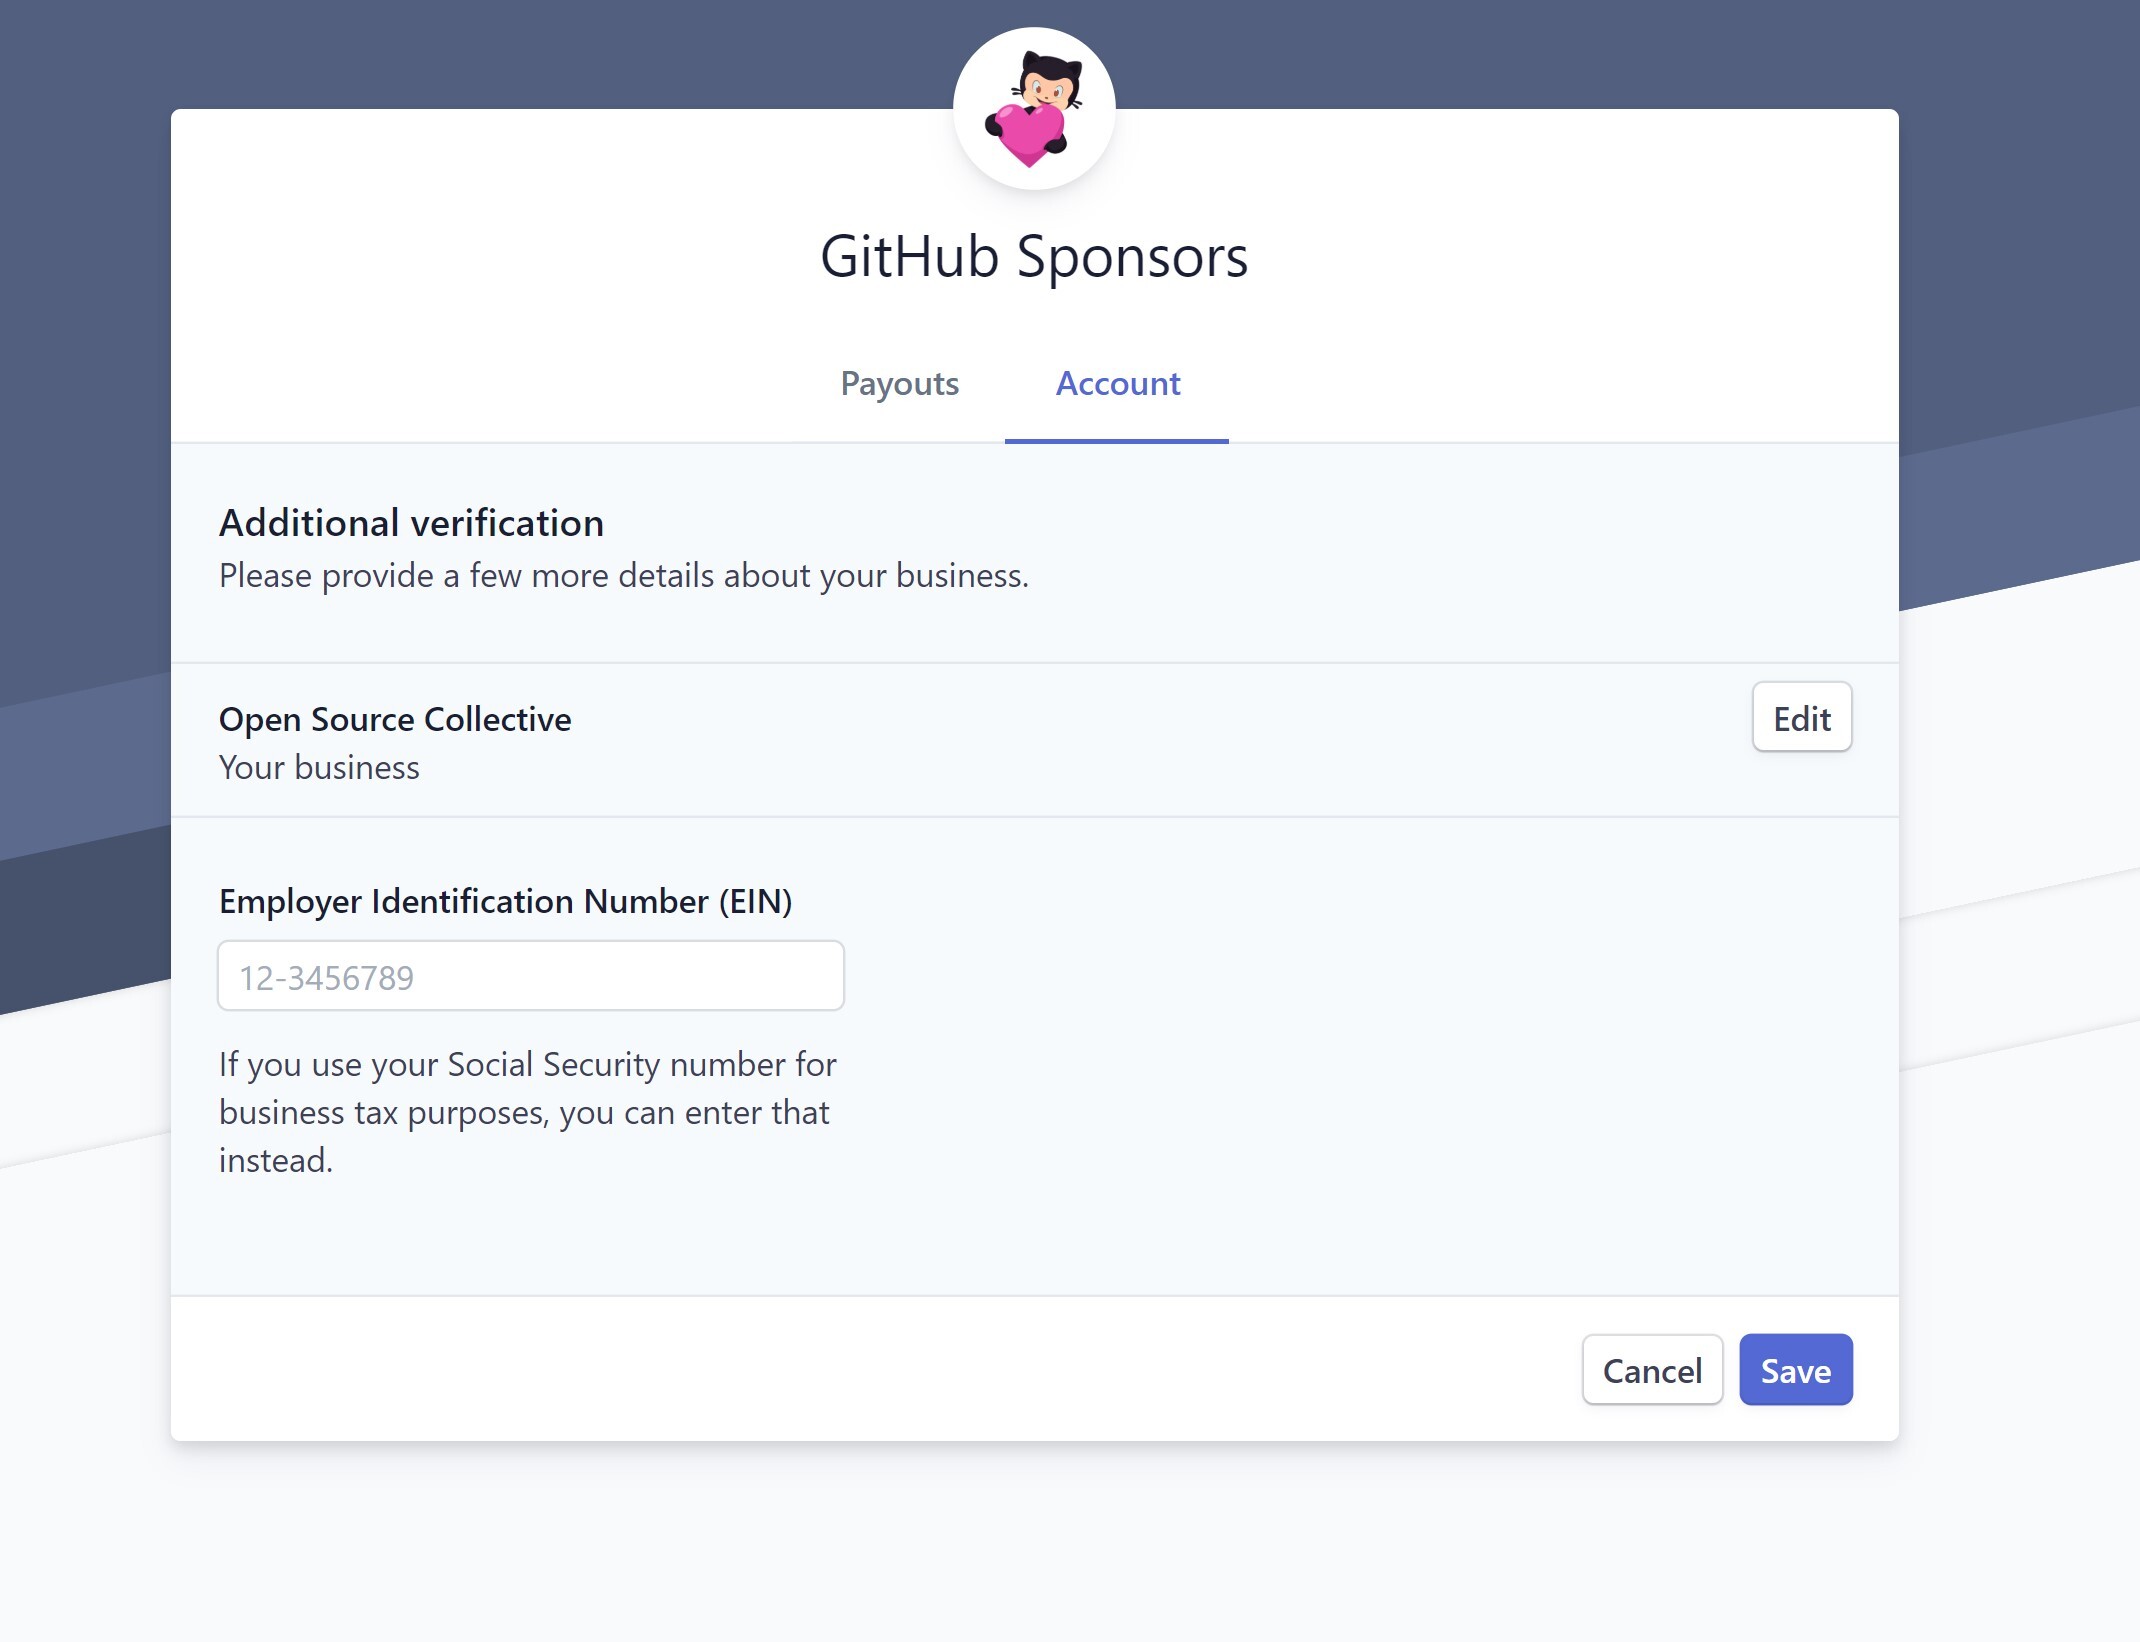 GitHub Sponsors
Payouts
Account
Additional verification
Please provide a few more details about your business.
Open Source Collective
Edit
Your business
Employer Identification Number (EIN)
12-3456789
If you use your Social Security number for
business tax purposes, you can enter that
instead.
Cancel
Save